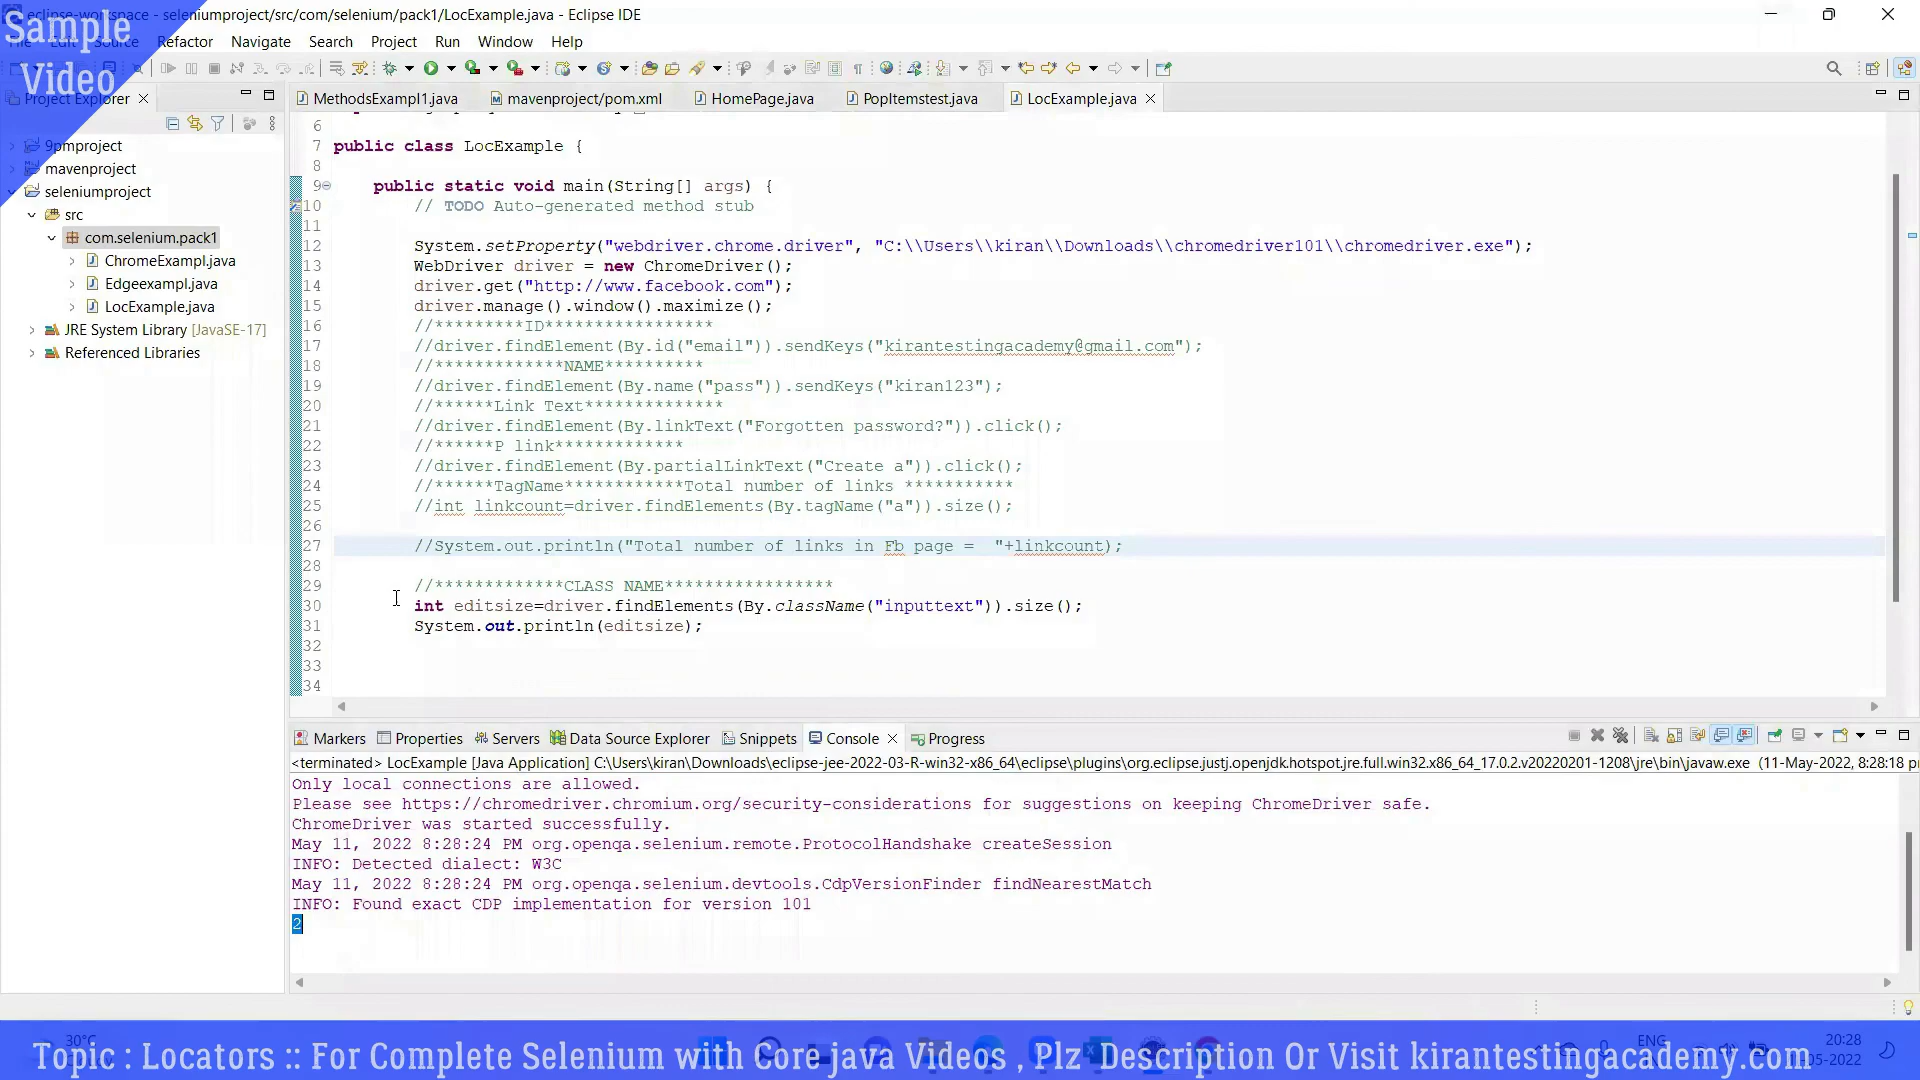 eclipse-workspace - seleniumproject/src/com/selenium/pack1/LocExample.java - Eclipse IDE
Sample
Video
File Edit Source Refactor Navigate Search Project Run Window Help
Project Explorer
MethodsExampl1.java mavenproject/pom.xml HomePage.java PopItemstest.java LocExample.java
9pmproject
mavenproject
seleniumproject
src
com.selenium.pack1
ChromeExampl.java
Edgeexampl.java
LocExample.java
JRE System Library [JavaSE-17]
Referenced Libraries
6
7 public class LocExample {
8
9 public static void main(String[] args) {
10 // TODO Auto-generated method stub
11
12 System.setProperty("webdriver.chrome.driver", "C:\\Users\\kiran\\Downloads\\chromedriver101\\chromedriver.exe");
13 WebDriver driver = new ChromeDriver();
14 driver.get("http://www.facebook.com");
15 driver.manage().window().maximize();
16 //*********ID*****************
17 //driver.findElement(By.id("email")).sendKeys("kirantestingacademy@gmail.com");
18 //*************NAME**********
19 //driver.findElement(By.name("pass")).sendKeys("kiran123");
20 //******Link Text**************
21 //driver.findElement(By.linkText("Forgotten password?")).click();
22 //******P link*************
23 //driver.findElement(By.partialLinkText("Create a")).click();
24 //******TagName************Total number of links ***********
25 //int linkcount=driver.findElements(By.tagName("a")).size();
26
27 //System.out.println("Total number of links in Fb page =  "+linkcount);
28
29 //*************CLASS NAME*****************
30 int editsize=driver.findElements(By.className("inputtext")).size();
31 System.out.println(editsize);
32
33
34
Markers Properties Servers Data Source Explorer Snippets Console Progress
<terminated> LocExample [Java Application] C:\Users\kiran\Downloads\eclipse-jee-2022-03-R-win32-x86_64\eclipse\plugins\org.eclipse.justj.openjdk.hotspot.jre.full.win32.x86_64_17.0.2.v20220201-1208\jre\bin\javaw.exe (11-May-2022, 8:28:18 p
Only local connections are allowed.
Please see https://chromedriver.chromium.org/security-considerations for suggestions on keeping ChromeDriver safe.
ChromeDriver was started successfully.
May 11, 2022 8:28:24 PM org.openqa.selenium.remote.ProtocolHandshake createSession
INFO: Detected dialect: W3C
May 11, 2022 8:28:24 PM org.openqa.selenium.devtools.CdpVersionFinder findNearestMatch
INFO: Found exact CDP implementation for version 101
2
30°C ENG 20:28
Topic : Locators :: For Complete Selenium with Core java Videos , Plz Description Or Visit kirantestingacademy.com